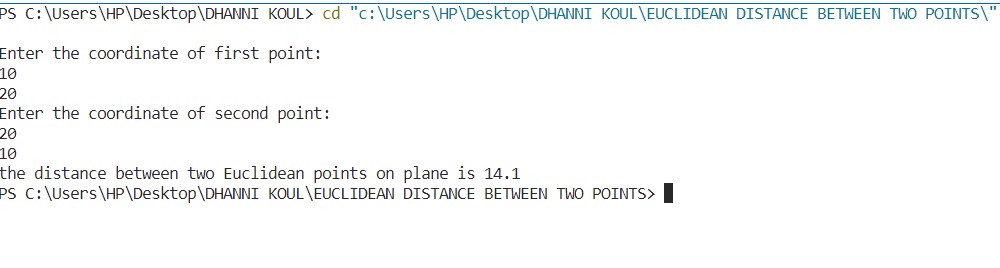 PS C:\Users\HP\Desktop\DHANNI KOUL> cd "c:\Users\HP\Desktop\DHANNI KOUL\EUCLIDEAN DISTANCE BETWEEN TWO POINTS\"
Enter the coordinate of first point:
10
20
Enter the coordinate of second point:
20
10
the distance between two Euclidean points on plane is 14.1
PS C:\Users\HP\Desktop\DHANNI KOUL\EUCLIDEAN DISTANCE BETWEEN TWO POINTS>